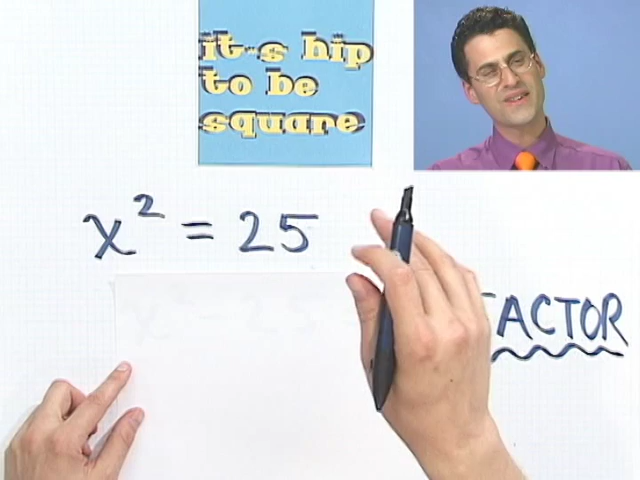 it's hip
to be
square
x² = 25
FACTOR